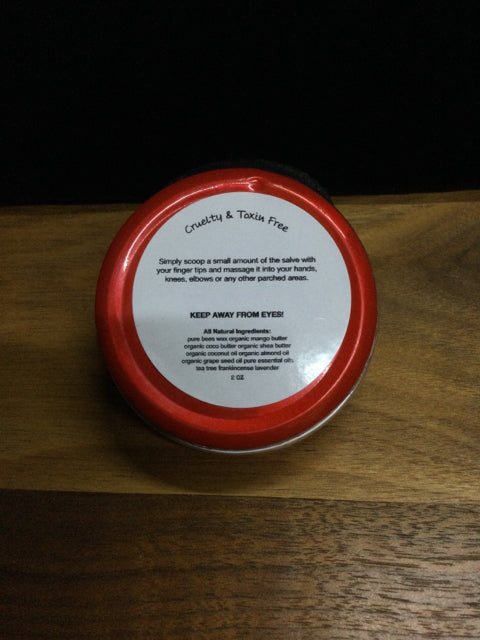 Cruelty & Toxin Free
Simply scoop a small amount of the salve with
your finger tips and massage it into your hands,
knees, elbows or any other parched areas.
KEEP AWAY FROM EYES!
All Natural Ingredients:
pure bees wax organic mango butter
organic coco butter organic shea butter
organic coconut oil organic almond oil
organic grape seed oil pure essential oils:
tea tree frankincense lavender
2 OZ